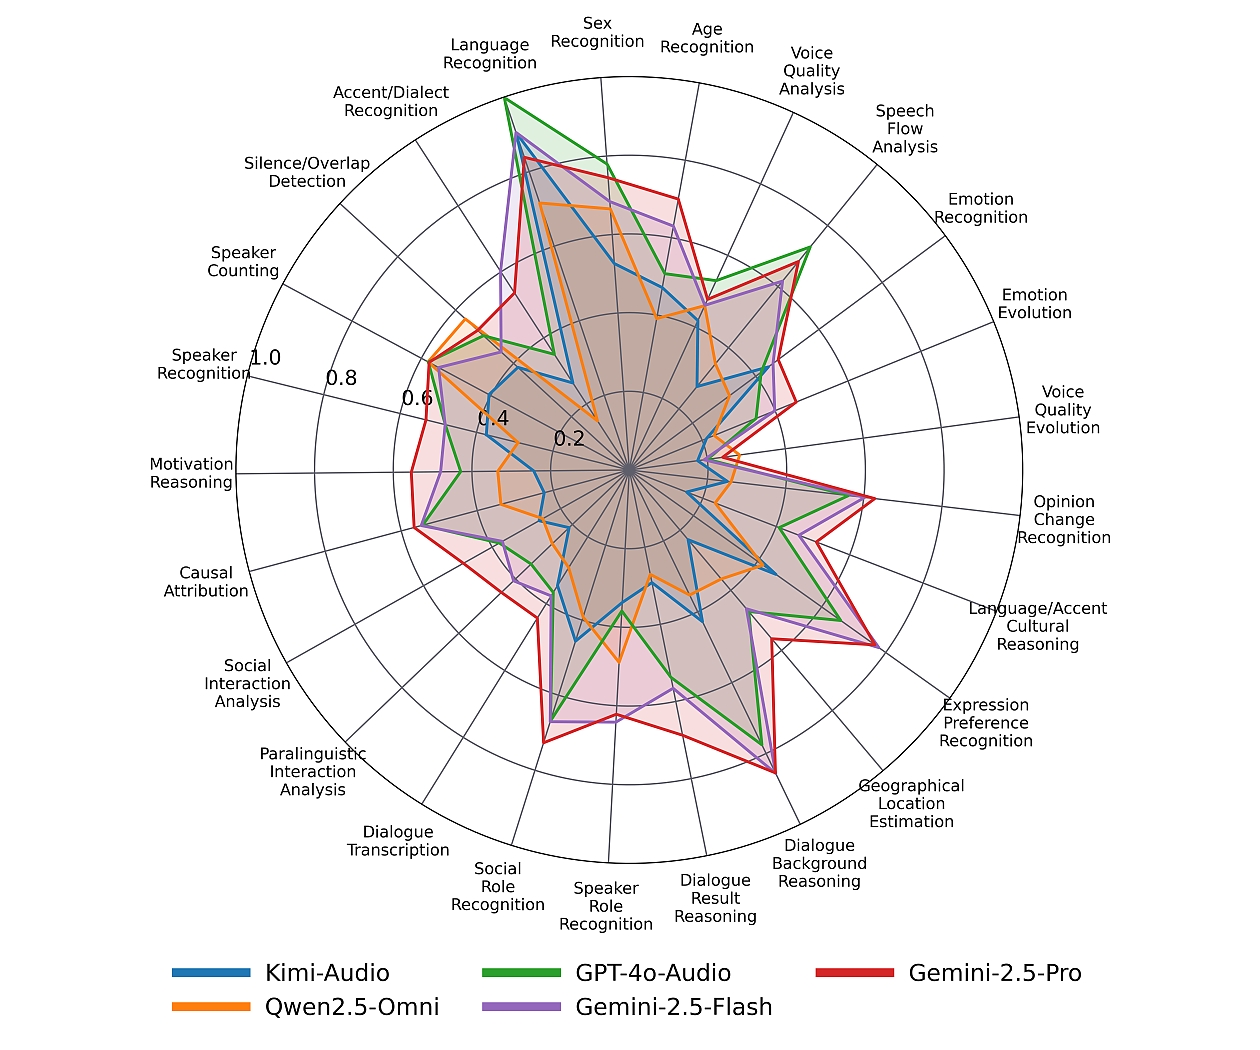 Sex
Recognition
Age
Recognition
Voice
Quality
Analysis
Speech
Flow
Analysis
Emotion
Recognition
Emotion
Evolution
Voice
Quality
Evolution
Opinion
Change
Recognition
Language/Accent
Cultural
Reasoning
Expression
Preference
Recognition
Geographical
Location
Estimation
Dialogue
Background
Reasoning
Dialogue
Result
Reasoning
Speaker
Role
Recognition
Social
Role
Recognition
Dialogue
Transcription
Paralinguistic
Interaction
Analysis
Social
Interaction
Analysis
Causal
Attribution
Motivation
Reasoning
Speaker
Recognition
Speaker
Counting
Silence/Overlap
Detection
Accent/Dialect
Recognition
Language
Recognition
1.0
0.8
0.6
0.4
0.2
Kimi-Audio
Qwen2.5-Omni
GPT-4o-Audio
Gemini-2.5-Flash
Gemini-2.5-Pro